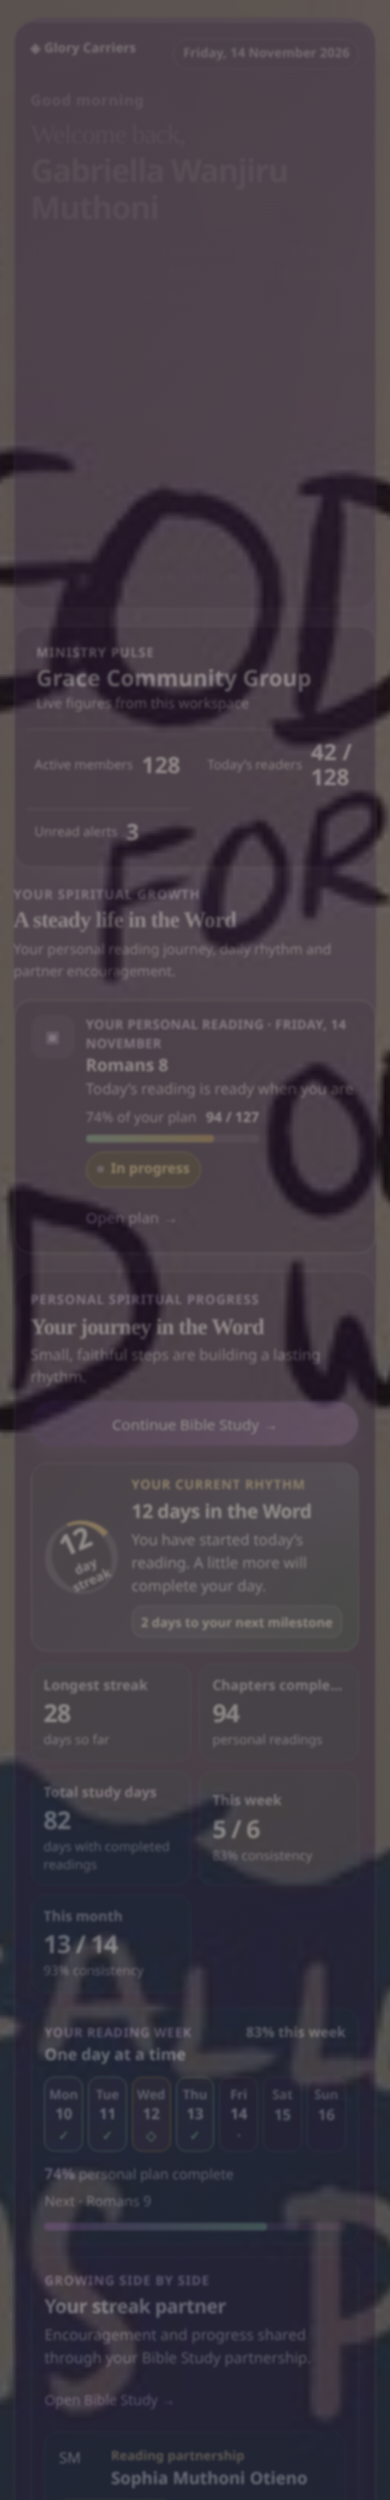 ◆ Glory Carriers
Friday, 14 November 2026
Good morning
Welcome back,
Gabriella Wanjiru
Muthoni
GOD
MINISTRY PULSE
Grace Community Group
Live figures from this workspace
Active members 128
Today's readers 42 /
128
Unread alerts 3
FOR
YOUR SPIRITUAL GROWTH
A steady life in the Word
Your personal reading journey, daily rhythm and
partner encouragement.
YOUR PERSONAL READING · FRIDAY, 14
NOVEMBER
Romans 8
Today's reading is ready when you are
74% of your plan 94 / 127
In progress
Open plan →
PERSONAL SPIRITUAL PROGRESS
Your journey in the Word
Small, faithful steps are building a lasting
rhythm.
Continue Bible Study →
YOUR CURRENT RHYTHM
12 days in the Word
12
day
streak
You have started today's
reading. A little more will
complete your day.
2 days to your next milestone
Longest streak
28
days so far
Chapters comple...
94
personal readings
Total study days
82
days with completed
readings
This week
5 / 6
83% consistency
This month
13 / 14
93% consistency
ALL
YOUR READING WEEK
83% this week
One day at a time
Mon Tue Wed Thu Fri Sat Sun
10 11 12 13 14 15 16
✓ ✓ ◇ ✓ ·
74% personal plan complete
Next · Romans 9
GROWING SIDE BY SIDE
Your streak partner
Encouragement and progress shared
through your Bible Study partnership.
Open Bible Study →
SM
Reading partnership
Sophia Muthoni Otieno